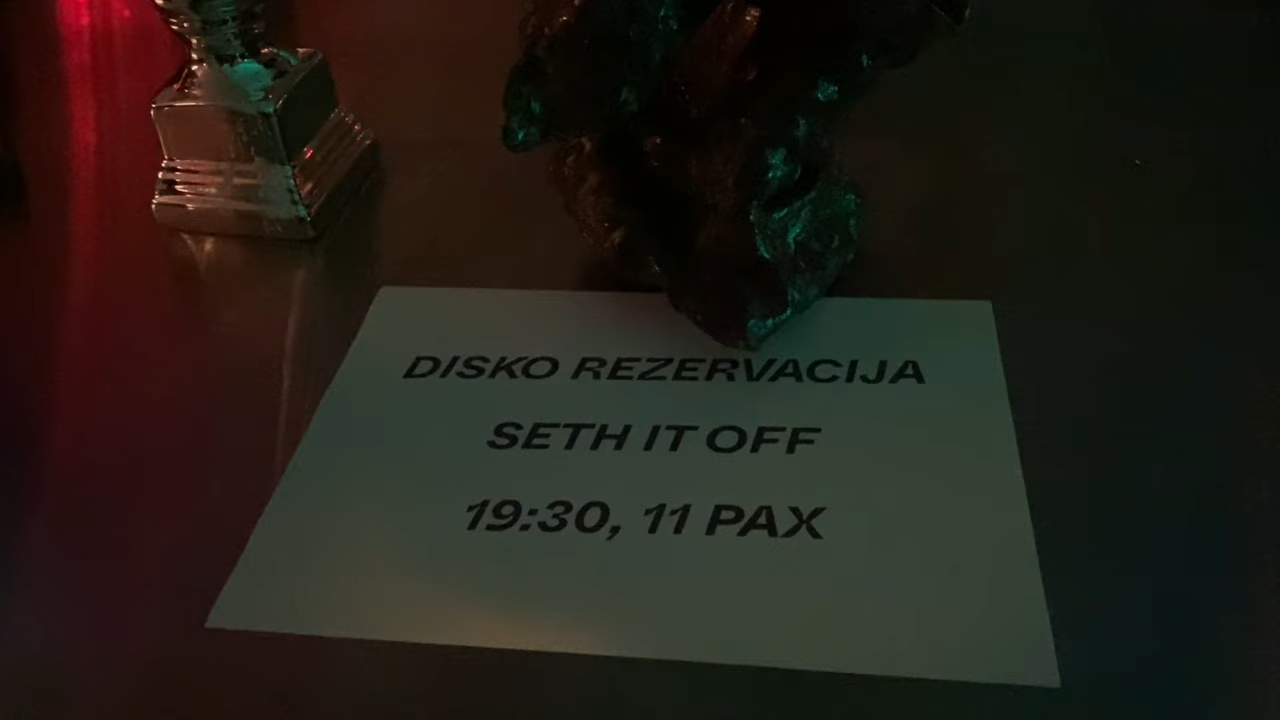 DISKO REZERVACIJA
SETH IT OFF
19:30, 11 PAX